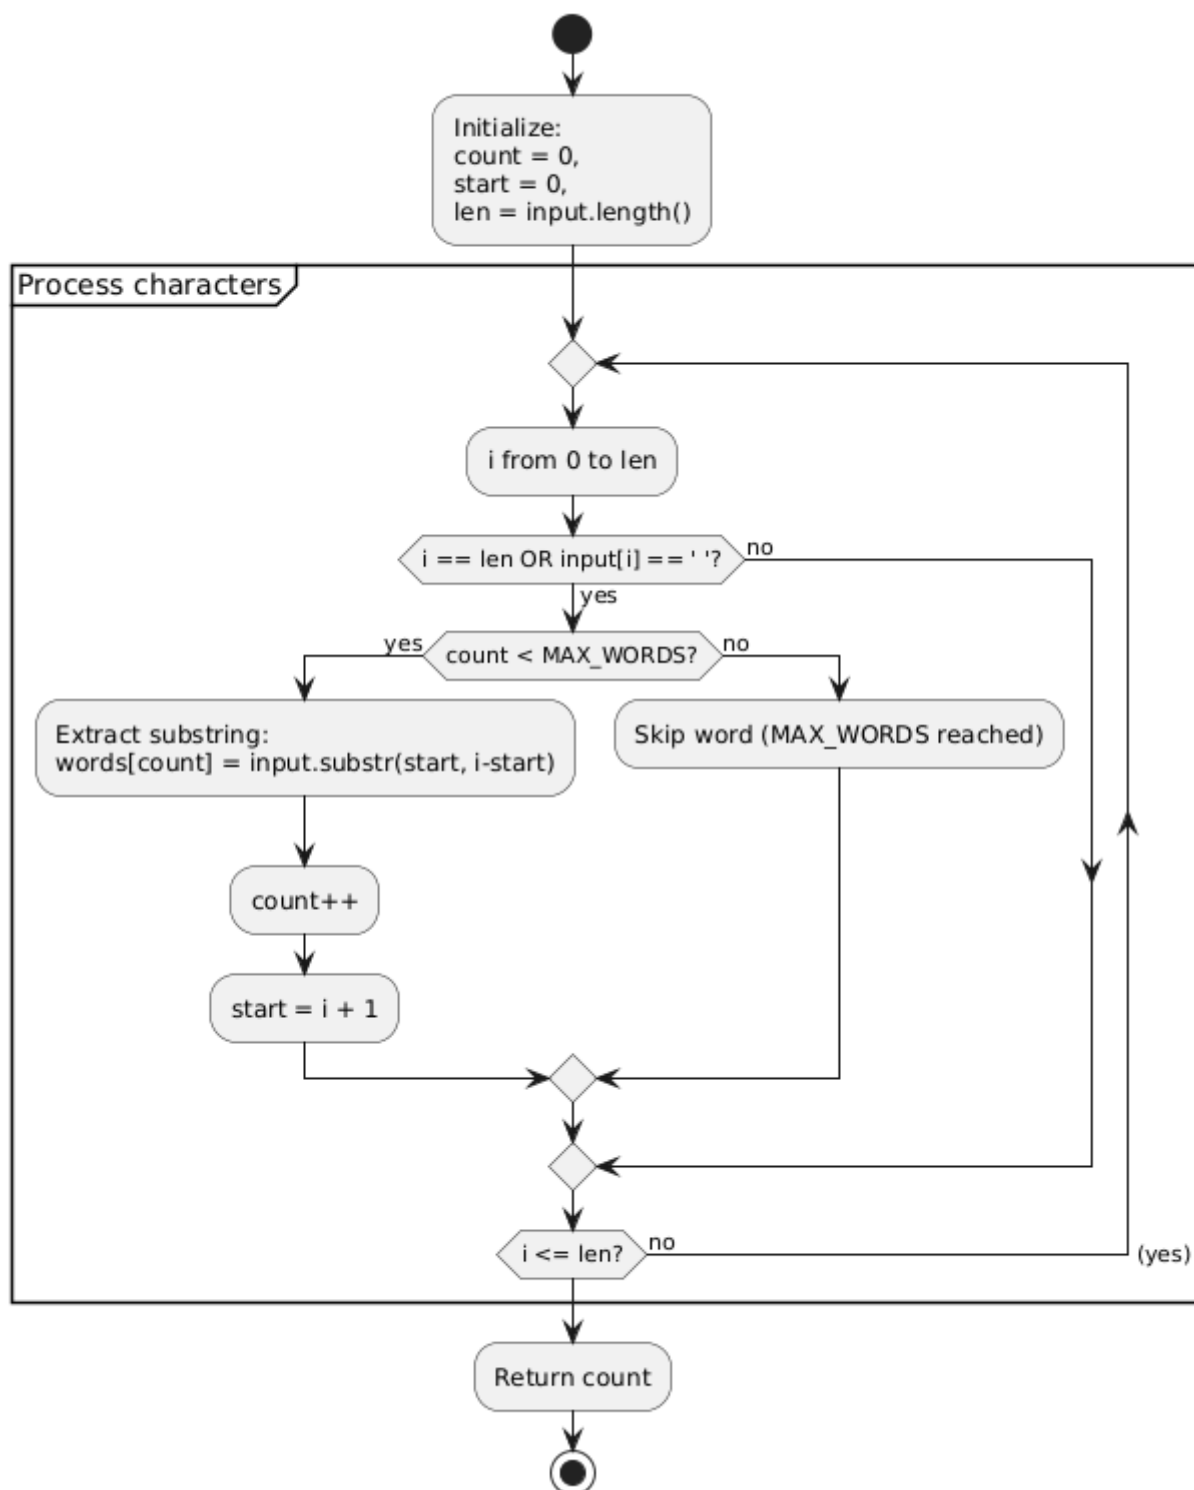 Initialize:
count = 0,
start = 0,
len = input.length()
Process characters
i from 0 to len
i == len OR input[i] == ' '?
no
yes
yes
count < MAX_WORDS?
no
Extract substring:
words[count] = input.substr(start, i-start)
Skip word (MAX_WORDS reached)
count++
start = i + 1
i <= len?
no
(yes)
Return count